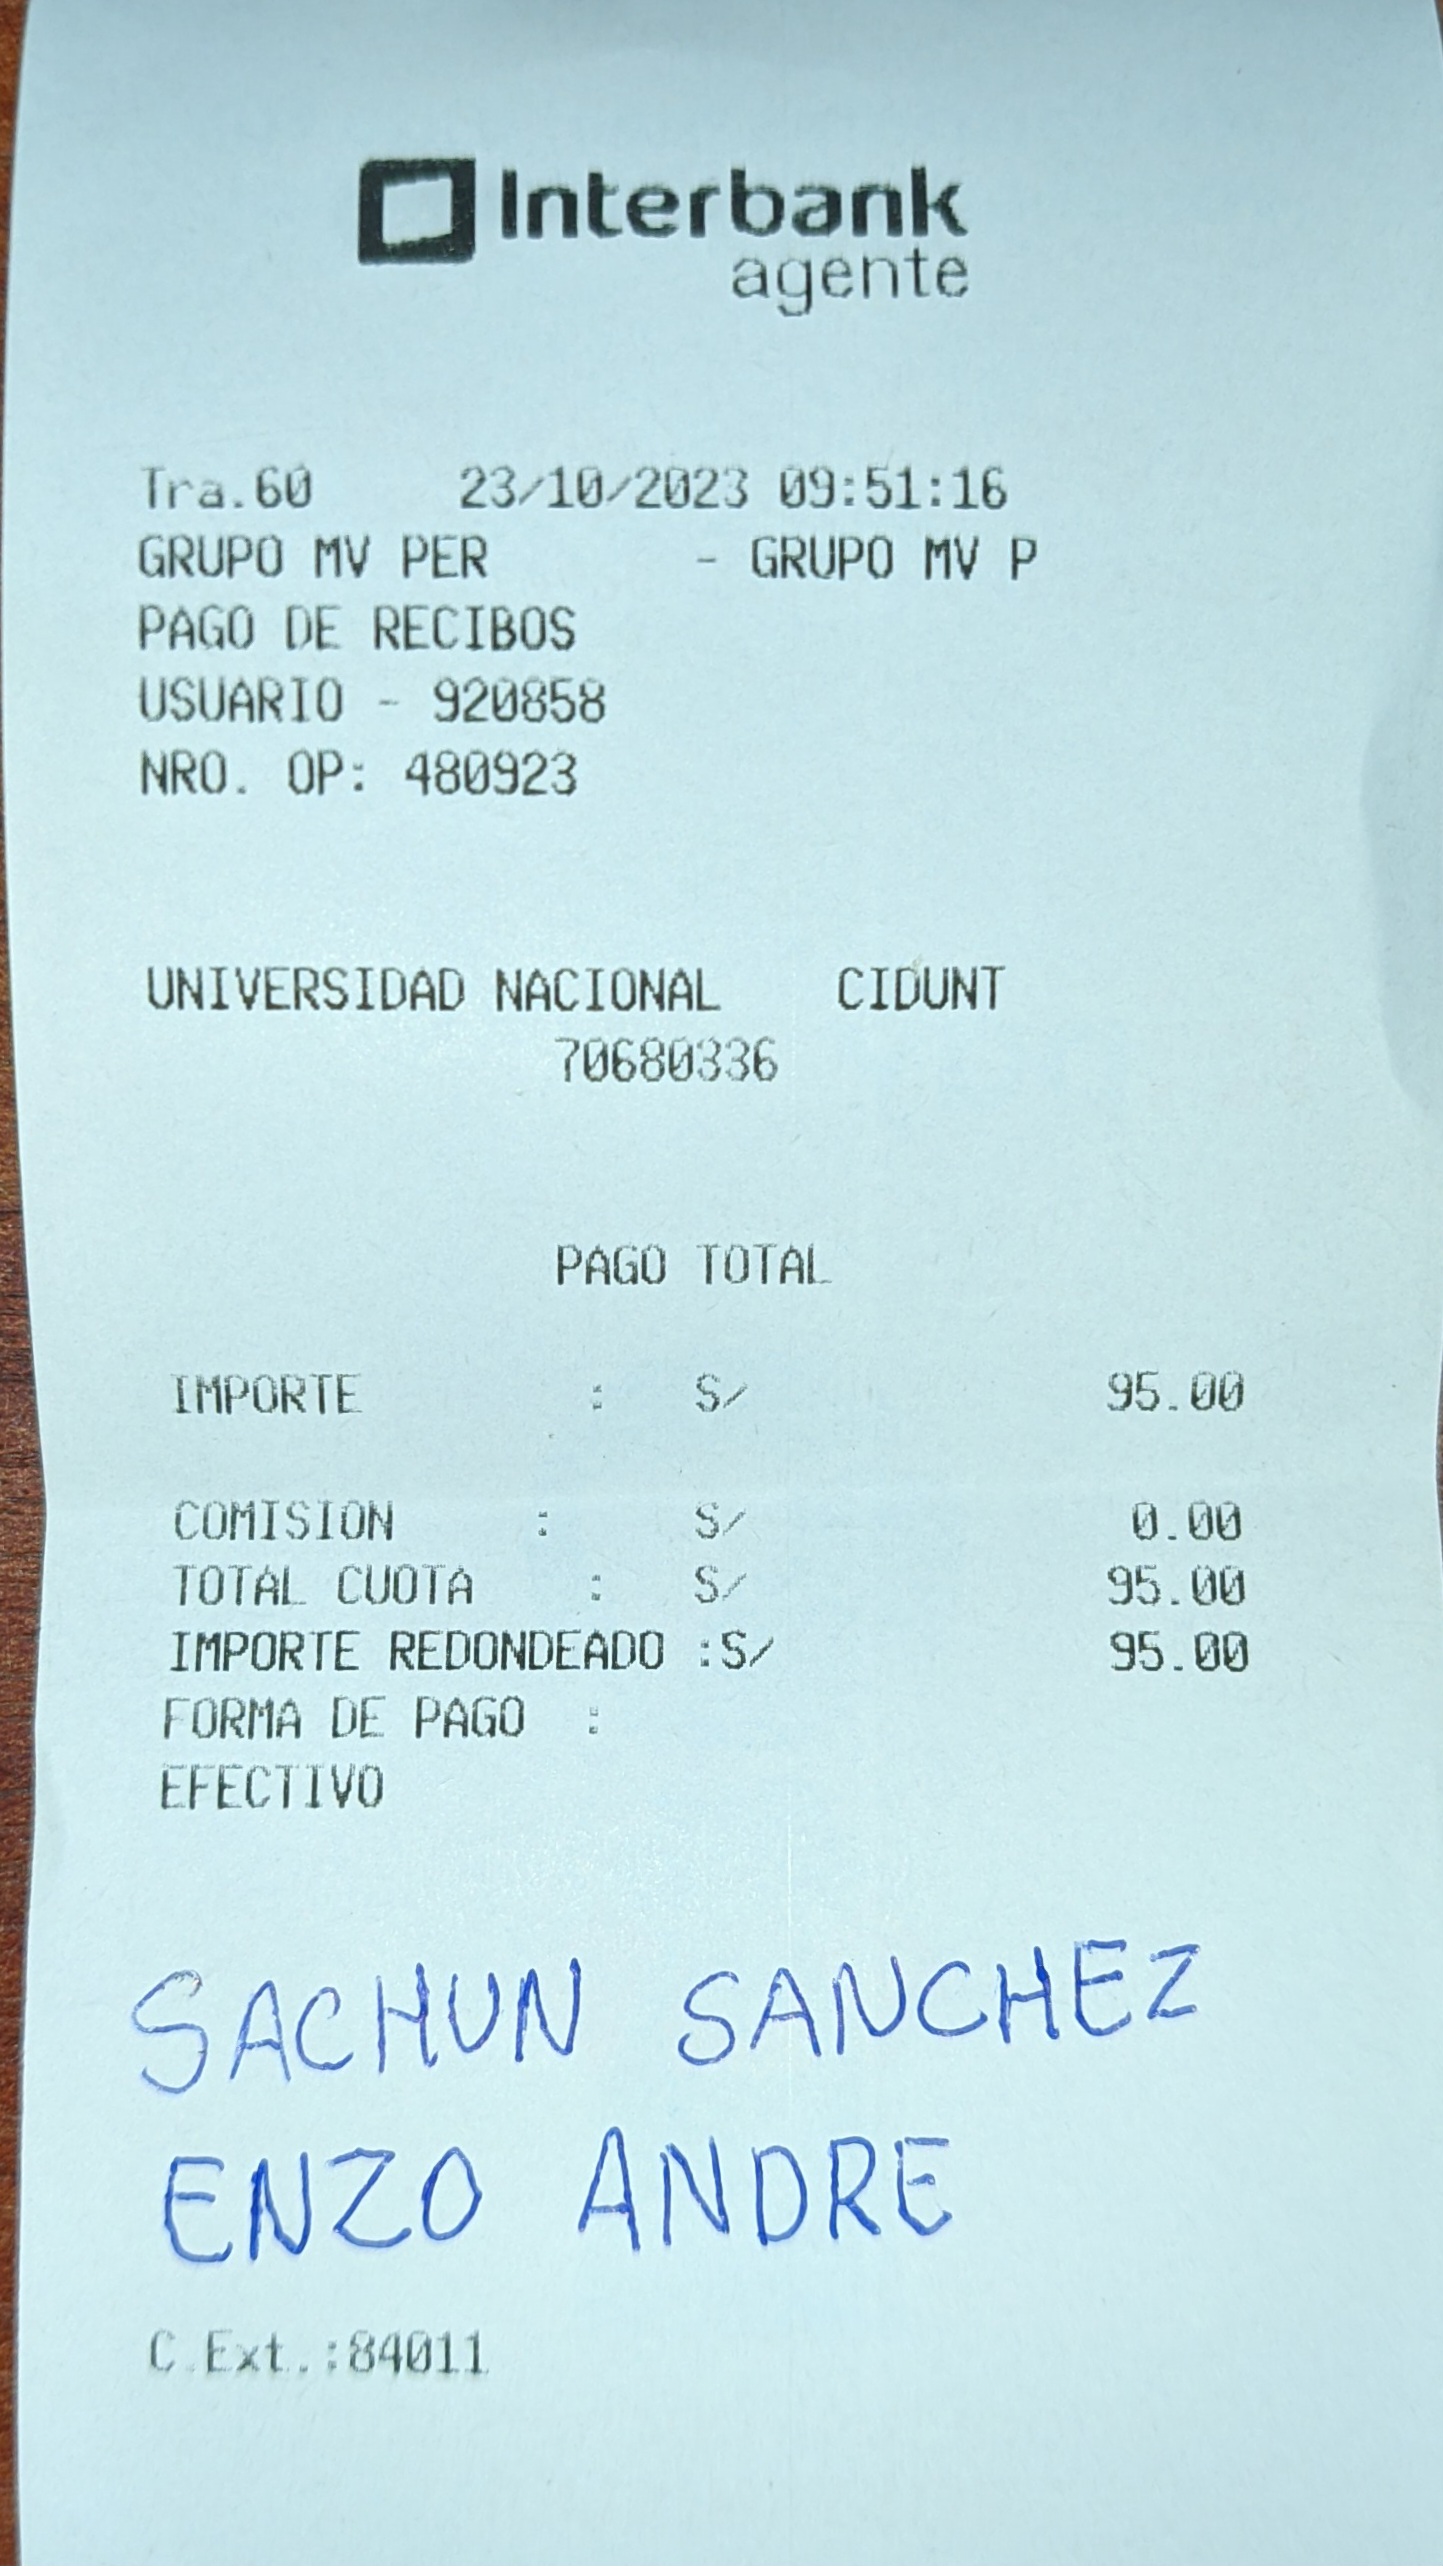 Interbank
agente
Tra.60 23/10/2023 09:51:16
GRUPO MV PER - GRUPO MV P
PAGO DE RECIBOS
USUARIO - 920858
NRO. OP: 480923
UNIVERSIDAD NACIONAL CIDUNT
70680336
PAGO TOTAL
IMPORTE : S/ 95.00
COMISION : S/ 0.00
TOTAL CUOTA : S/ 95.00
IMPORTE REDONDEADO :S/ 95.00
FORMA DE PAGO :
EFECTIVO
SACHUN SANCHEZ
ENZO ANDRE
C.Ext.:84011